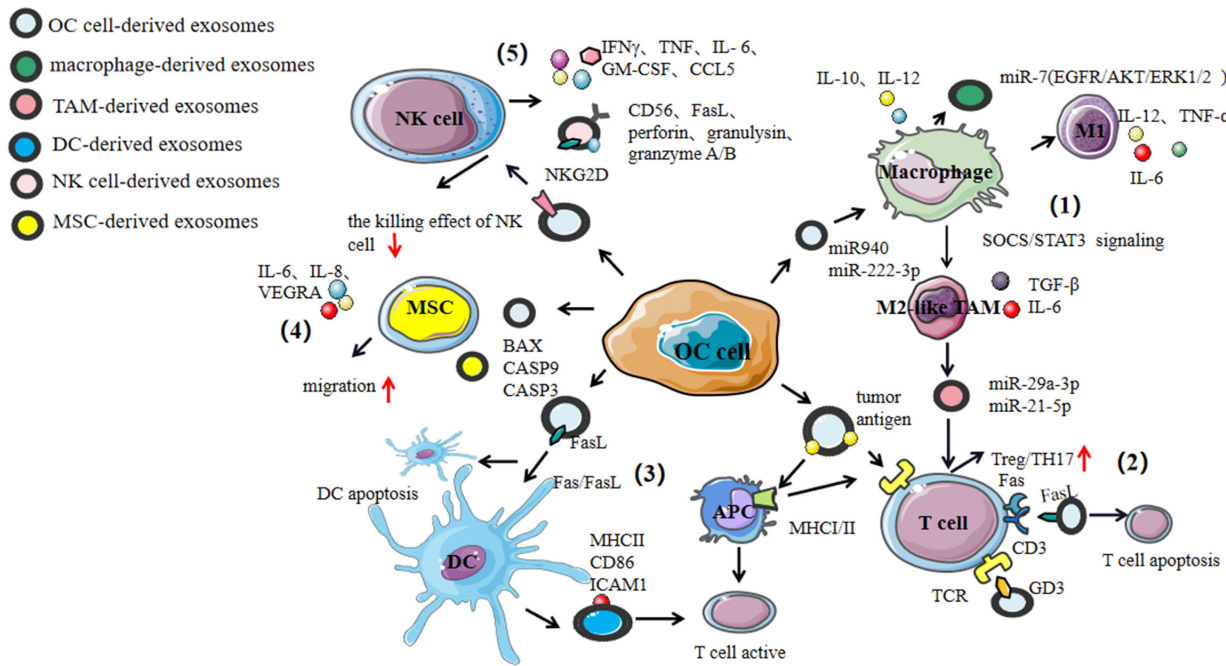 OC cell-derived exosomes
macrophage-derived exosomes
TAM-derived exosomes
DC-derived exosomes
NK cell-derived exosomes
MSC-derived exosomes
(5)
IFNγ、TNF、IL- 6、
GM-CSF、CCL5
NK cell
CD56、FasL、
perforin、granulysin、
granzyme A/B
NKG2D
the killing effect of NK
cell
IL-10、IL-12
miR-7(EGFR/AKT/ERK1/2 )
M1
IL-12、TNF-α
IL-6
Macrophage
(1)
miR940
miR-222-3p
SOCS/STAT3 signaling
M2-like TAM
TGF-β
IL-6
IL-6、IL-8、
VEGRA
(4)
MSC
migration
BAX
CASP9
CASP3
OC cell
miR-29a-3p
miR-21-5p
tumor
antigen
FasL
DC apoptosis
Fas/FasL
(3)
DC
MHCII
CD86
ICAM1
APC
MHCI/II
T cell active
Treg/TH17
(2)
Fas
FasL
T cell
CD3
T cell apoptosis
TCR
GD3